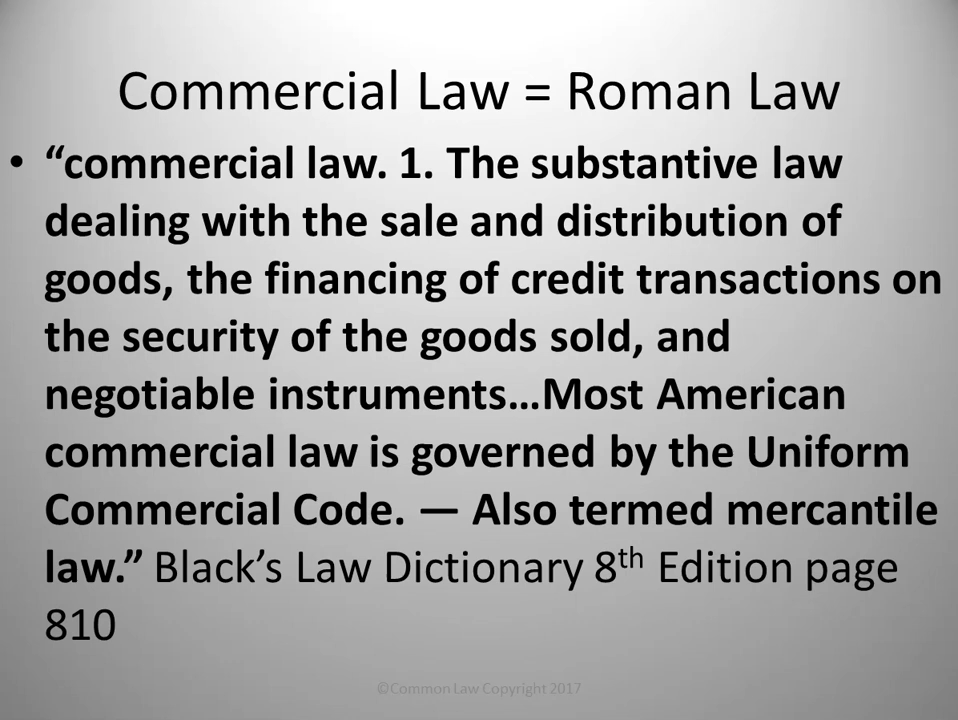 Commercial Law = Roman Law
• “commercial law. 1. The substantive law
dealing with the sale and distribution of
goods, the financing of credit transactions on
the security of the goods sold, and
negotiable instruments…Most American
commercial law is governed by the Uniform
Commercial Code. — Also termed mercantile
law.” Black’s Law Dictionary 8th Edition page
810
©Common Law Copyright 2017